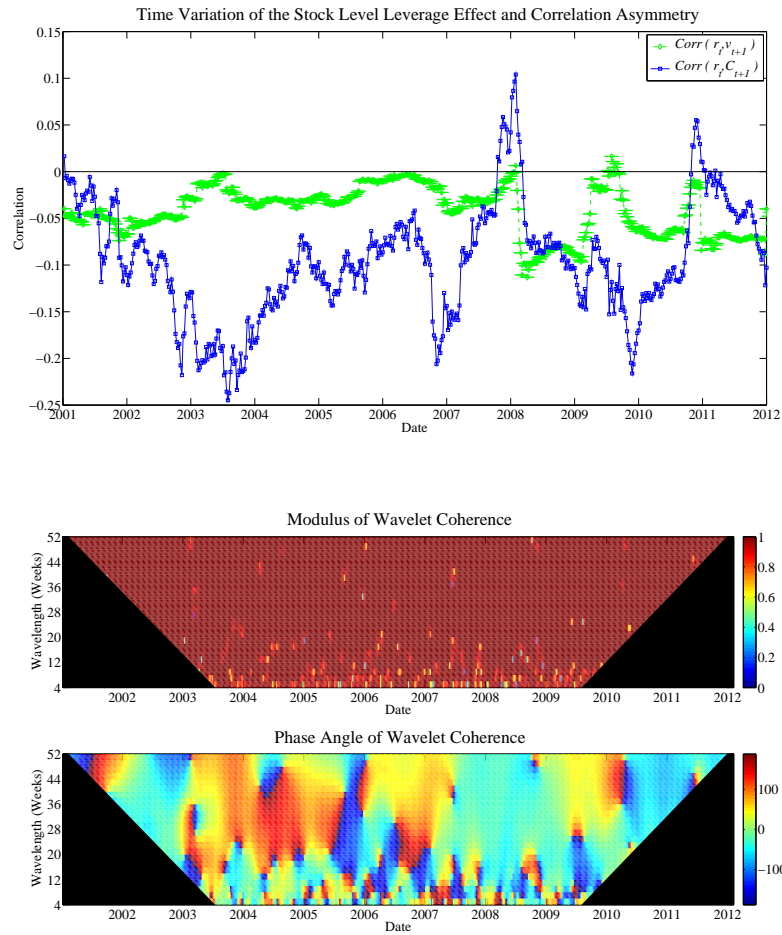 Time Variation of the Stock Level Leverage Effect and Correlation Asymmetry
0.15
0.1
0.05
0
−0.05
−0.1
−0.15
−0.2
−0.25
Correlation
Corr( r_t,v_{t+1})
Corr( r_t,C_{t+1})
2001 2002 2003 2004 2005 2006 2007 2008 2009 2010 2011 2012
Date
Modulus of Wavelet Coherence
52
44
36
28
20
12
4
Wavelength (Weeks)
2002 2003 2004 2005 2006 2007 2008 2009 2010 2011 2012
Date
1
0.8
0.6
0.4
0.2
0
Phase Angle of Wavelet Coherence
52
44
36
28
20
12
4
Wavelength (Weeks)
2002 2003 2004 2005 2006 2007 2008 2009 2010 2011 2012
Date
100
0
−100